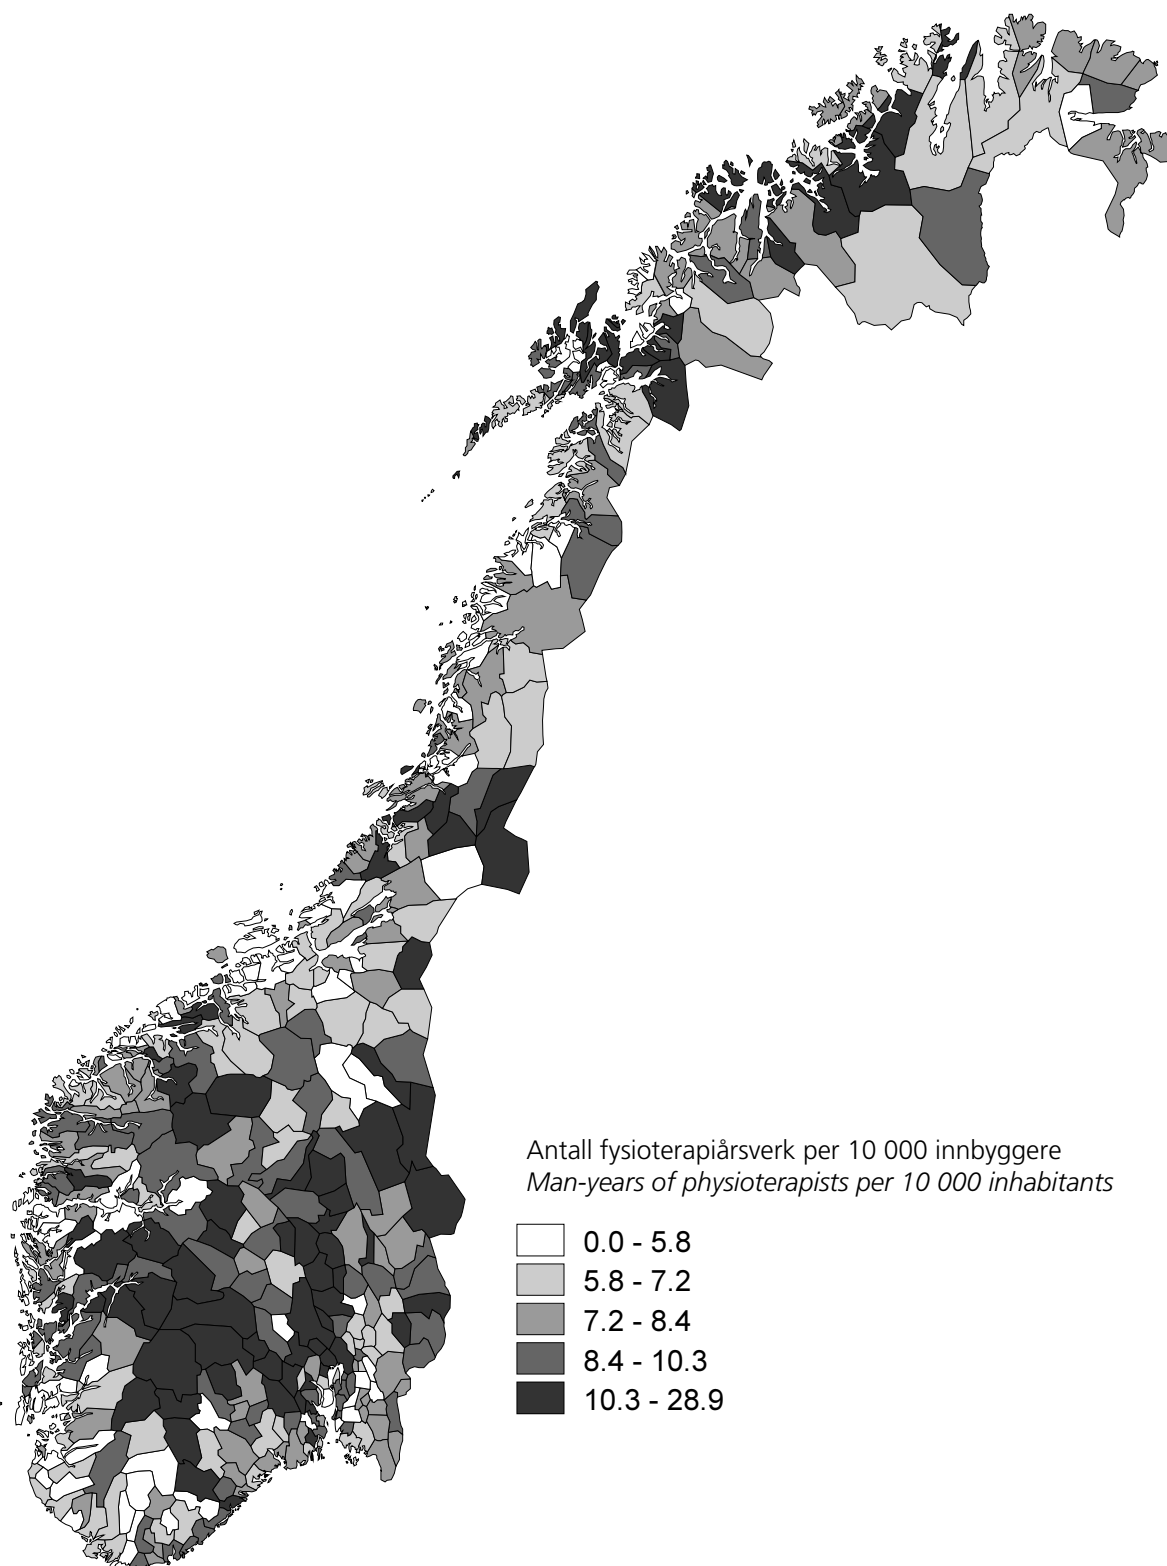 Antall fysioterapiårsverk per 10 000 innbyggere
Man-years of physioterapists per 10 000 inhabitants
0.0 - 5.8
5.8 - 7.2
7.2 - 8.4
8.4 - 10.3
10.3 - 28.9